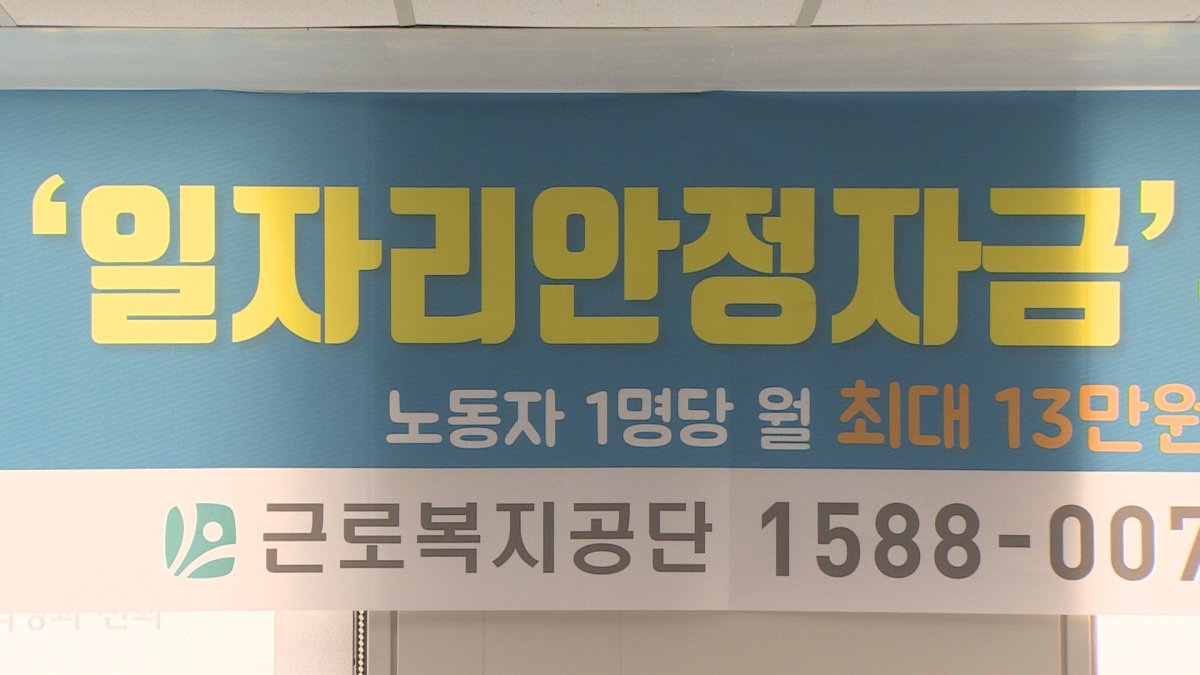 ‘일자리안정자금’
노동자 1명당 월 최대 13만원
근로복지공단 1588-007